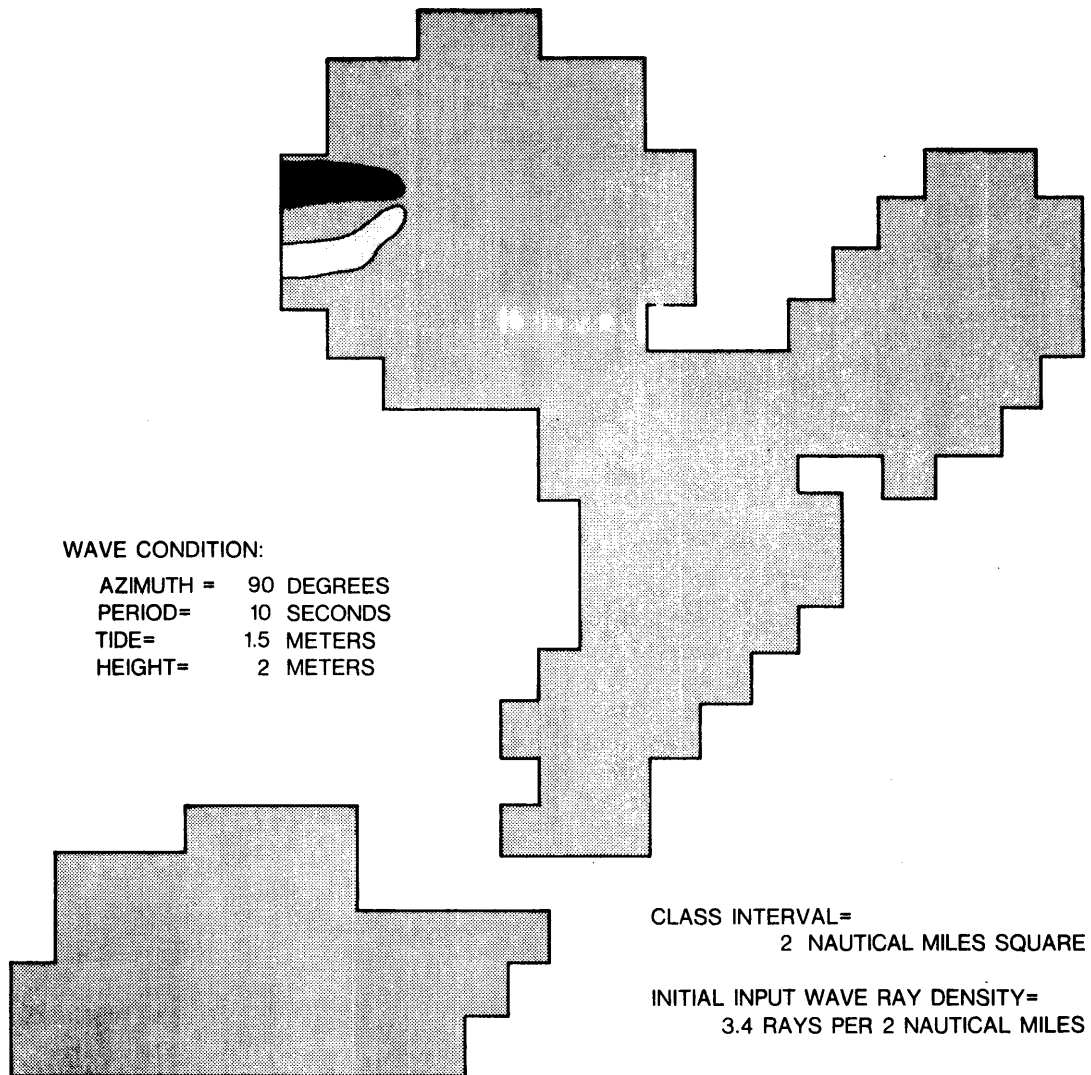 WAVE CONDITION:
AZIMUTH = 90 DEGREES
PERIOD= 10 SECONDS
TIDE= 1.5 METERS
HEIGHT= 2 METERS
CLASS INTERVAL=
2 NAUTICAL MILES SQUARE
INITIAL INPUT WAVE RAY DENSITY=
3.4 RAYS PER 2 NAUTICAL MILES